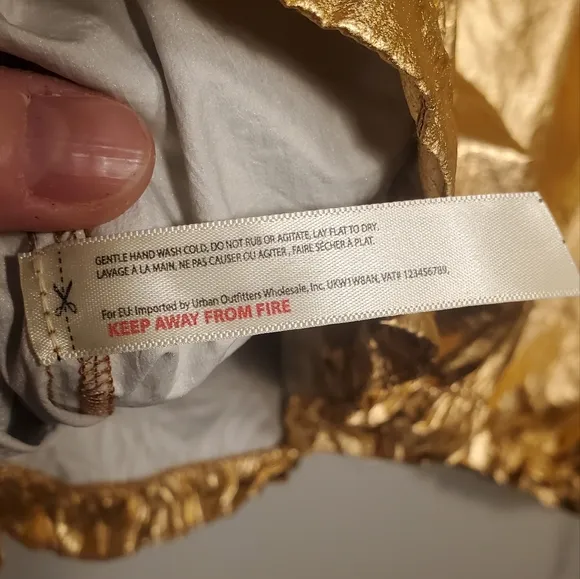 GENTLE HAND WASH COLD, DO NOT RUB OR AGITATE, LAY FLAT TO DRY.
LAVAGE À LA MAIN, NE PAS CAUSER OU AGITER, FAIRE SÉCHER À PLAT.
For EU: Imported by Urban Outfitters Wholesale, Inc, UKW1W8AN, VAT# 123456789.
KEEP AWAY FROM FIRE